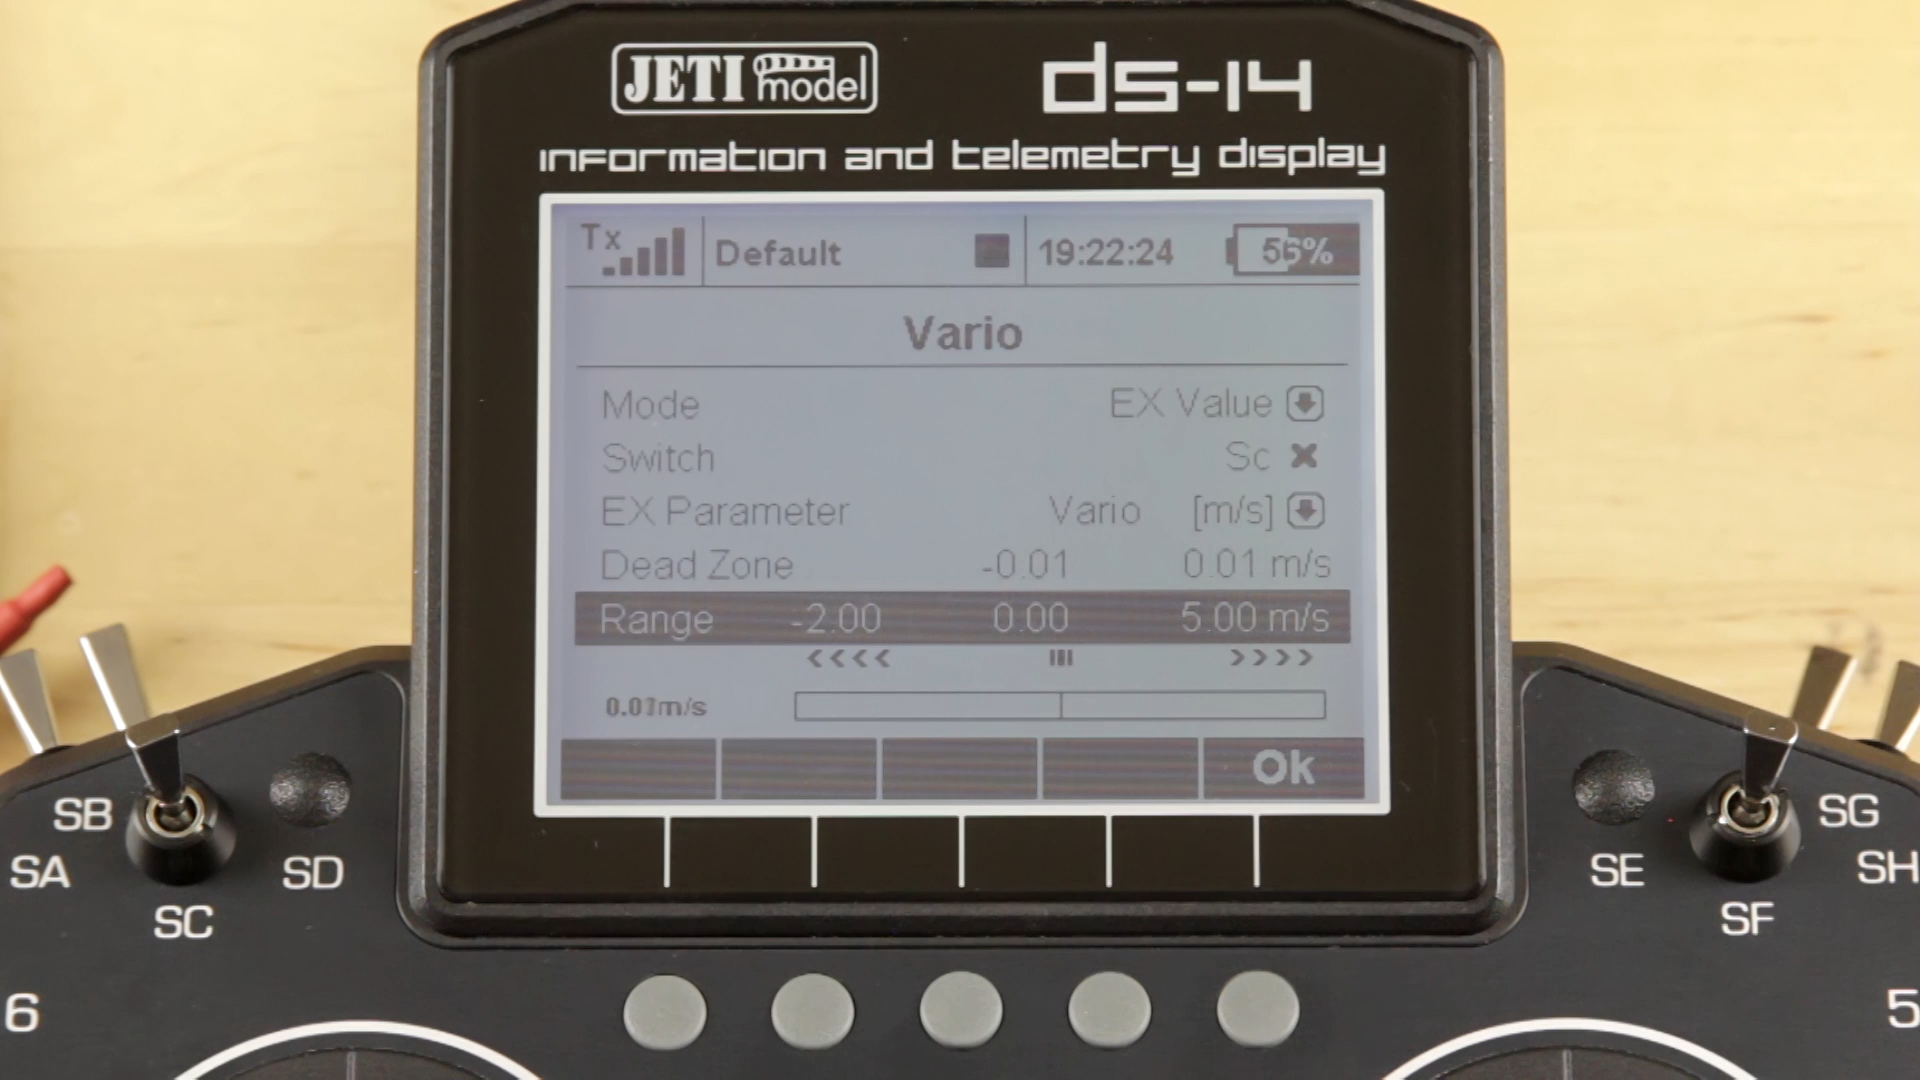 JETI model
ds-14
information and telemetry display
Tx Default 19:22:24 56%
Vario
Mode EX Value
Switch Sc
EX Parameter Vario [m/s]
Dead Zone -0.01 0.01 m/s
Range -2.00 0.00 5.00 m/s
Ok
SB
SA
SC
SD
SE
SG
SH
SF
6
5